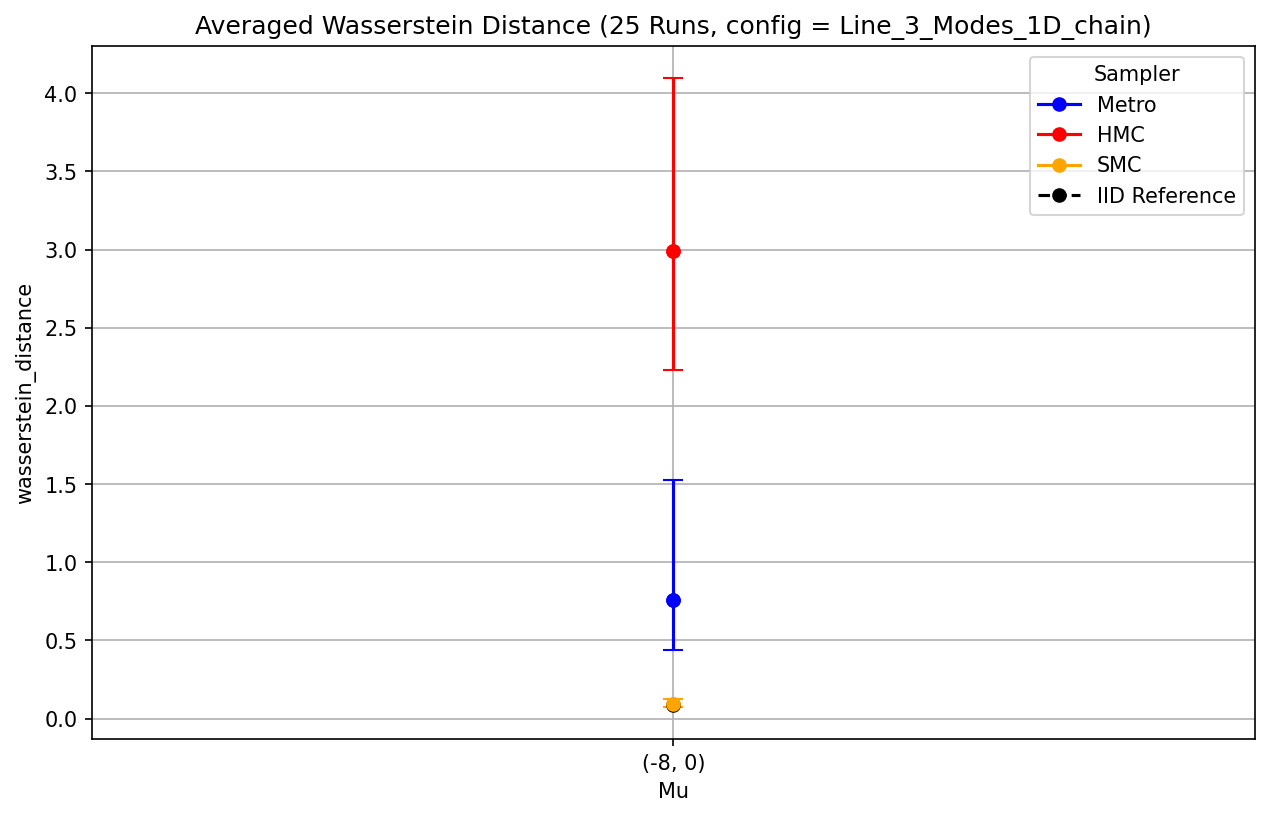 Averaged Wasserstein Distance (25 Runs, config = Line_3_Modes_1D_chain)
Sampler
Metro
HMC
SMC
IID Reference
wasserstein_distance
4.0
3.5
3.0
2.5
2.0
1.5
1.0
0.5
0.0
(-8, 0)
Mu